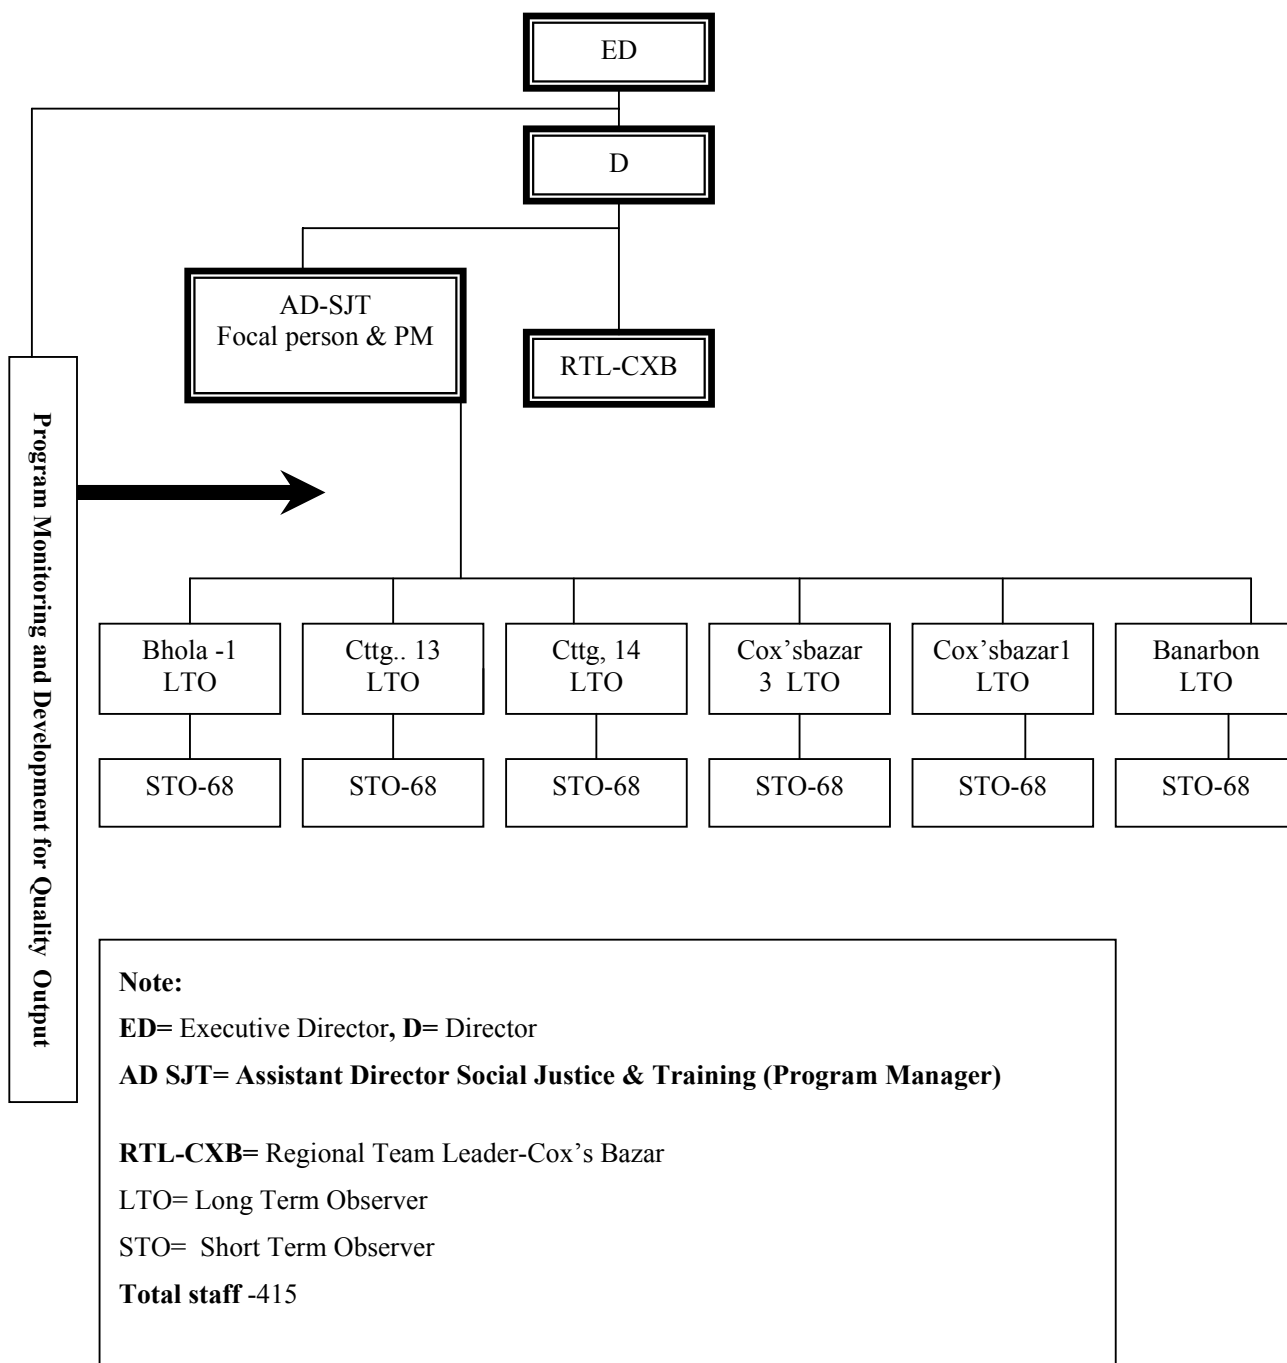 ED
D
AD-SJT
Focal person & PM
RTL-CXB
Program Monitoring and Development for Quality Output
Bhola -1
LTO
Cttg.. 13
LTO
Cttg, 14
LTO
Cox’sbazar
3 LTO
Cox’sbazar1
LTO
Banarbon
LTO
STO-68
STO-68
STO-68
STO-68
STO-68
STO-68
Note:
ED= Executive Director, D= Director
AD SJT= Assistant Director Social Justice & Training (Program Manager)
RTL-CXB= Regional Team Leader-Cox’s Bazar
LTO= Long Term Observer
STO= Short Term Observer
Total staff -415